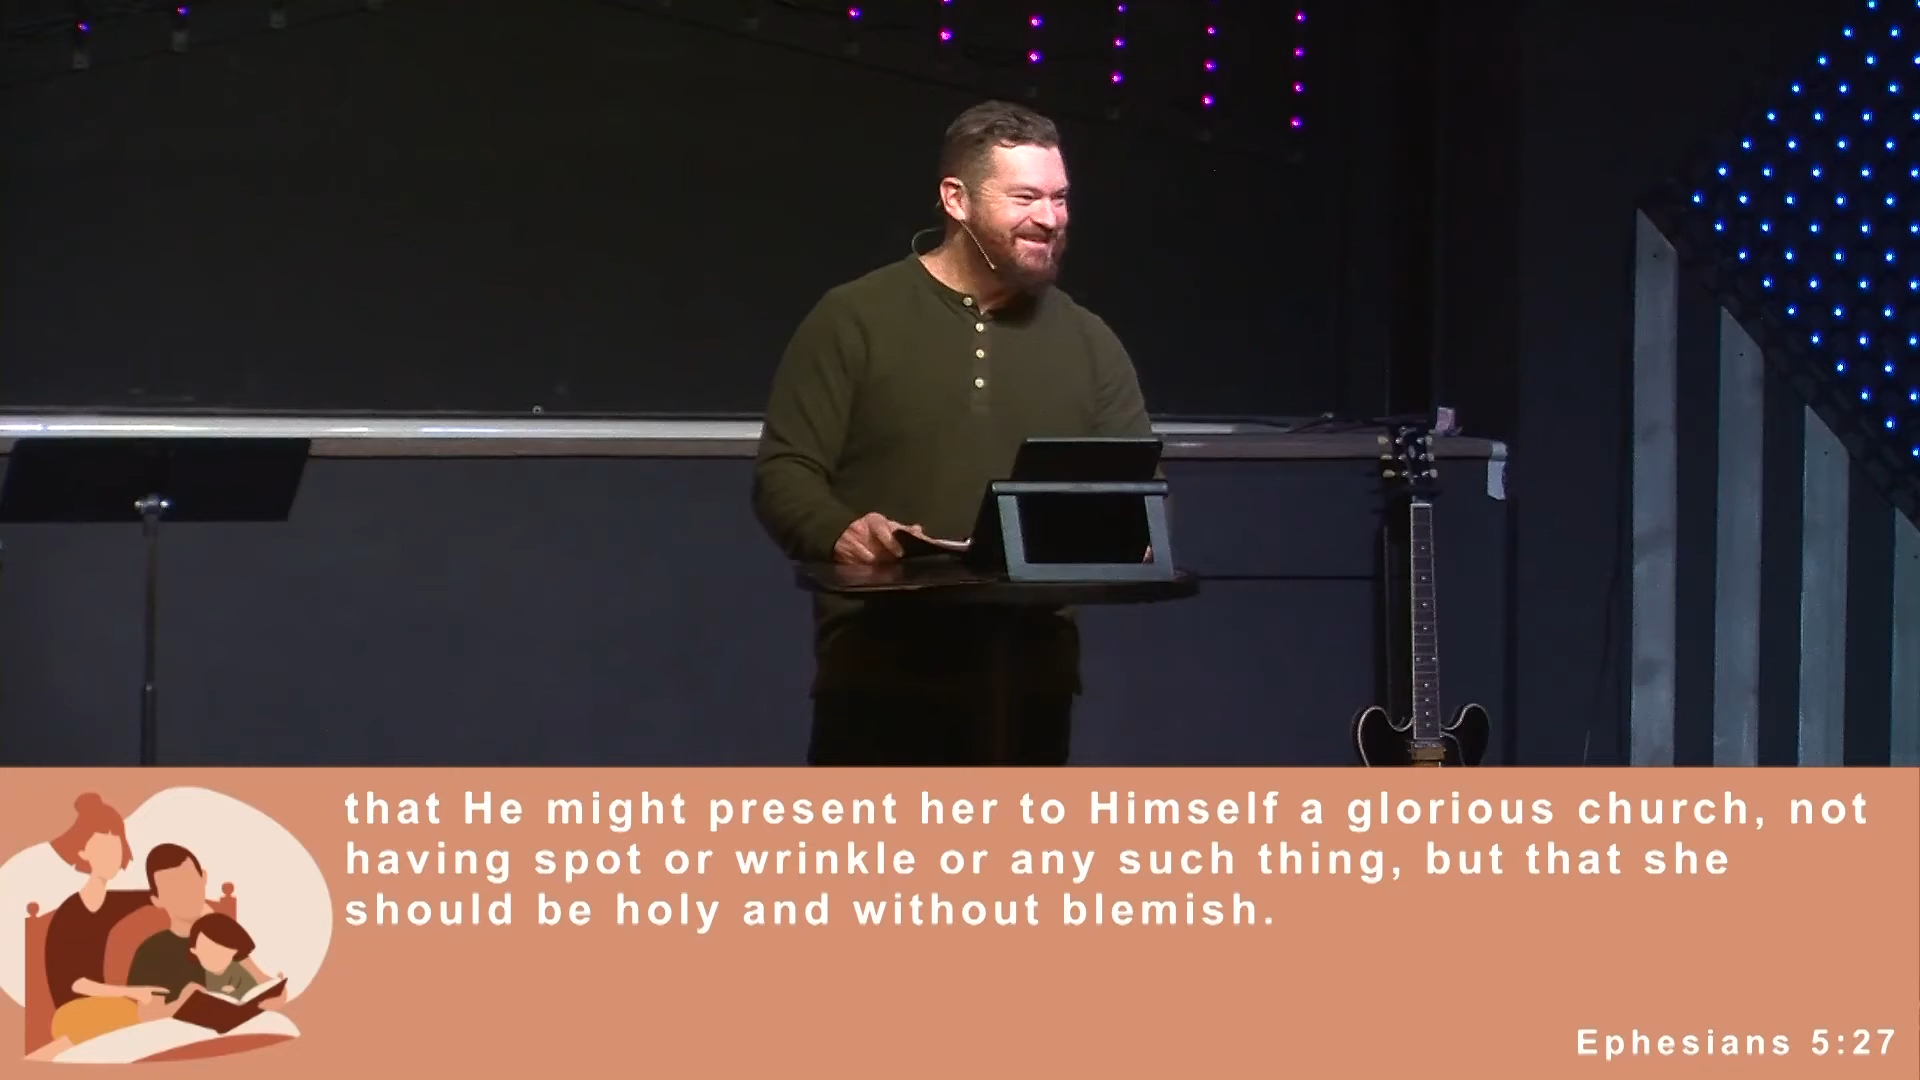 that He might present her to Himself a glorious church, not
having spot or wrinkle or any such thing, but that she
should be holy and without blemish.
Ephesians 5:27